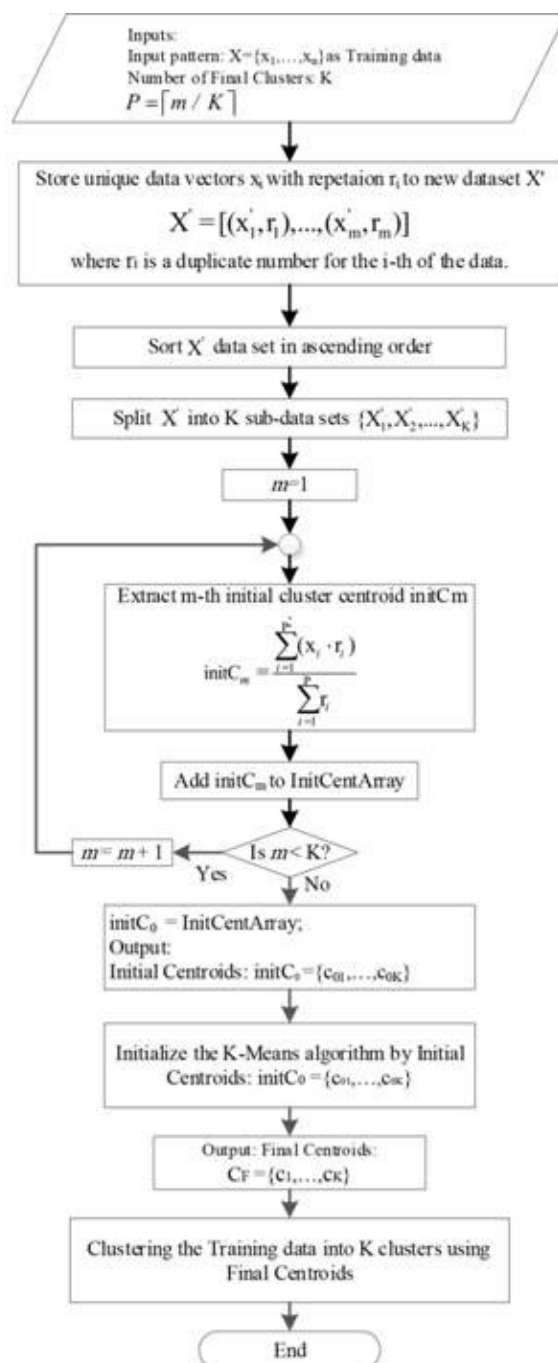 Inputs:
Input pattern: X={x₁,…,xₙ}as Training data
Number of Final Clusters: K
P = ⌈m / K⌉
Store unique data vectors xᵢ with repetaion rᵢ to new dataset X'
X' = [(x'₁,r₁),...,(x'ₘ,rₘ)]
where rᵢ is a duplicate number for the i-th of the data.
Sort X' data set in ascending order
Split X' into K sub-data sets {X'₁,X'₂,...,X'K}
m=1
Extract m-th initial cluster centroid initCm
initCₘ = ∑ᵢ₌₁ᴾ(xᵢ · rᵢ) / ∑ᵢ₌₁ᴾ rᵢ
Add initCₘ to InitCentArray
Is m< K?
m= m+ 1
Yes
No
initC₀ = InitCentArray;
Output:
Initial Centroids: initC₀={c₀₁,…,c₀K}
Initialize the K-Means algorithm by Initial
Centroids: initC₀ ={c₀₁,…,c₀K}
Output: Final Centroids:
CF ={c₁,…,cK}
Clustering the Training data into K clusters using
Final Centroids
End